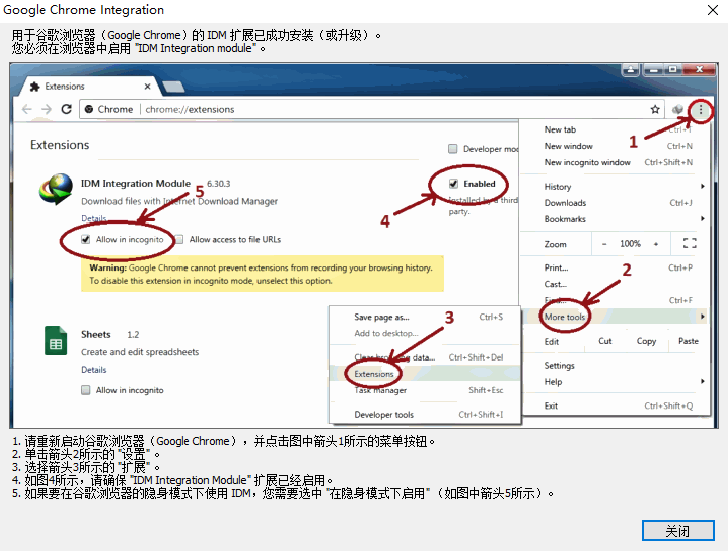 Google Chrome Integration
用于谷歌浏览器（Google Chrome）的 IDM 扩展已成功安装（或升级）。
您必须在浏览器中启用 "IDM Integration module" 。
Extensions
Chrome chrome://extensions
Extensions
Developer mod
IDM Integration Module 6.30.3
Download files with Internet Download Manager
Details
Enabled
Installed by a third
party.
Allow in incognito
Allow access to file URLs
Warning: Google Chrome cannot prevent extensions from recording your browsing history.
To disable this extension in incognito mode, unselect this option.
Sheets 1.2
Create and edit spreadsheets
Details
Allow in incognito
1
2
3
4
5
New tab Ctrl+T
New window Ctrl+N
New incognito window Ctrl+Shift+N
History
Downloads Ctrl+J
Bookmarks
Zoom - 100% +
Print... Ctrl+P
Cast...
Find... Ctrl+F
More tools
Edit Cut Copy Paste
Settings
Help
Exit Ctrl+Shift+Q
Save page as... Ctrl+S
Add to desktop...
Clear browsing data... Ctrl+Shift+Del
Extensions
Task manager Shift+Esc
Developer tools Ctrl+Shift+I
1. 请重新启动谷歌浏览器（Google Chrome），并点击图中箭头1所示的菜单按钮。
2. 单击箭头2所示的 "设置" 。
3. 选择箭头3所示的 "扩展" 。
4. 如图4所示，请确保 "IDM Integration Module" 扩展已经启用。
5. 如果要在谷歌浏览器的隐身模式下使用 IDM，您需要选中 "在隐身模式下启用" （如图中箭头5所示）。
关闭